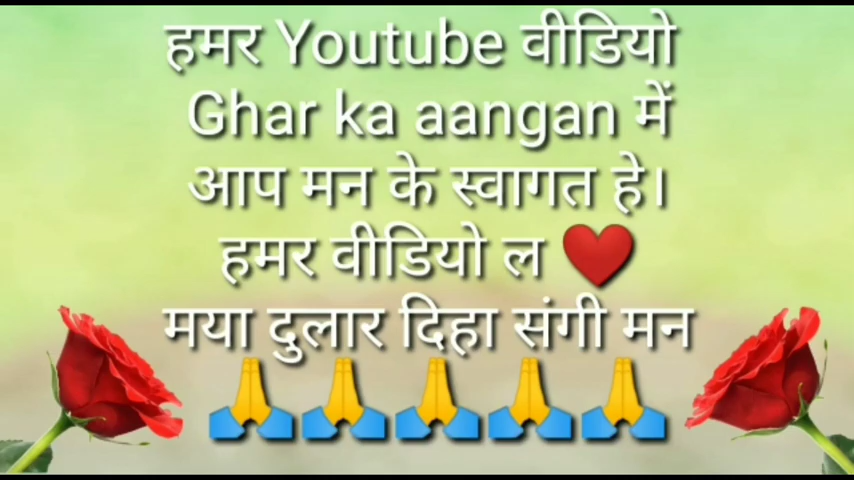 हमर Youtube वीडियो
Ghar ka aangan में
आप मन के स्वागत हे।
हमर वीडियो ल ❤️
मया दुलार दिहा संगी मन
🙏🙏🙏🙏🙏